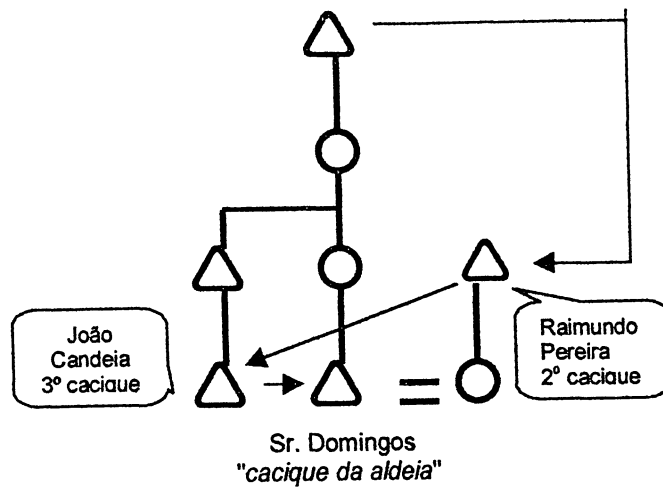 João
Candeia
3º cacique
Raimundo
Pereira
2º cacique
Sr. Domingos
"cacique da aldeia"